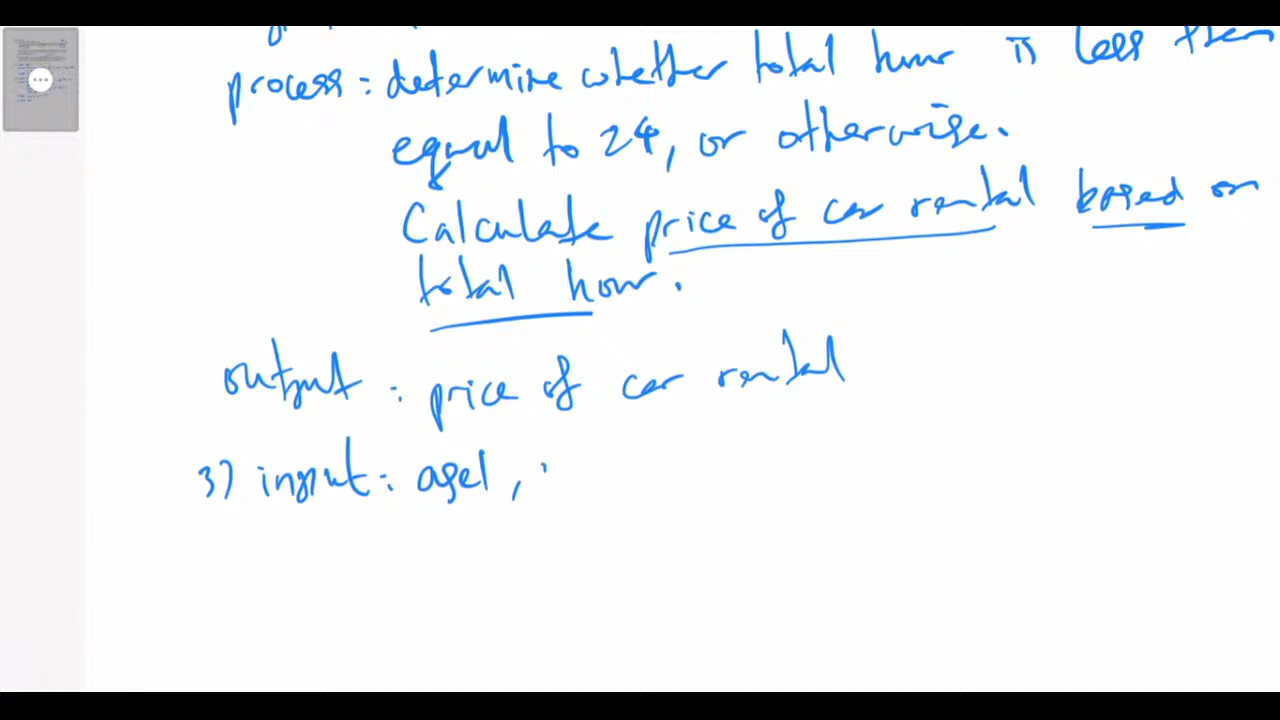 process : determine whether total hour is less than
equal to 24, or otherwise.
Calculate price of car rental based on
total hour.
output : price of car rental
3) input : age1 ,